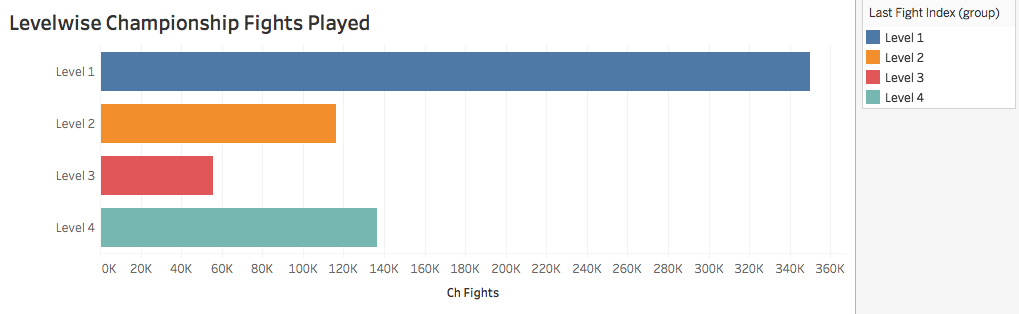 Levelwise Championship Fights Played
Level 1
Level 2
Level 3
Level 4
0K 20K 40K 60K 80K 100K 120K 140K 160K 180K 200K 220K 240K 260K 280K 300K 320K 340K 360K
Ch Fights
Last Fight Index (group)
Level 1
Level 2
Level 3
Level 4